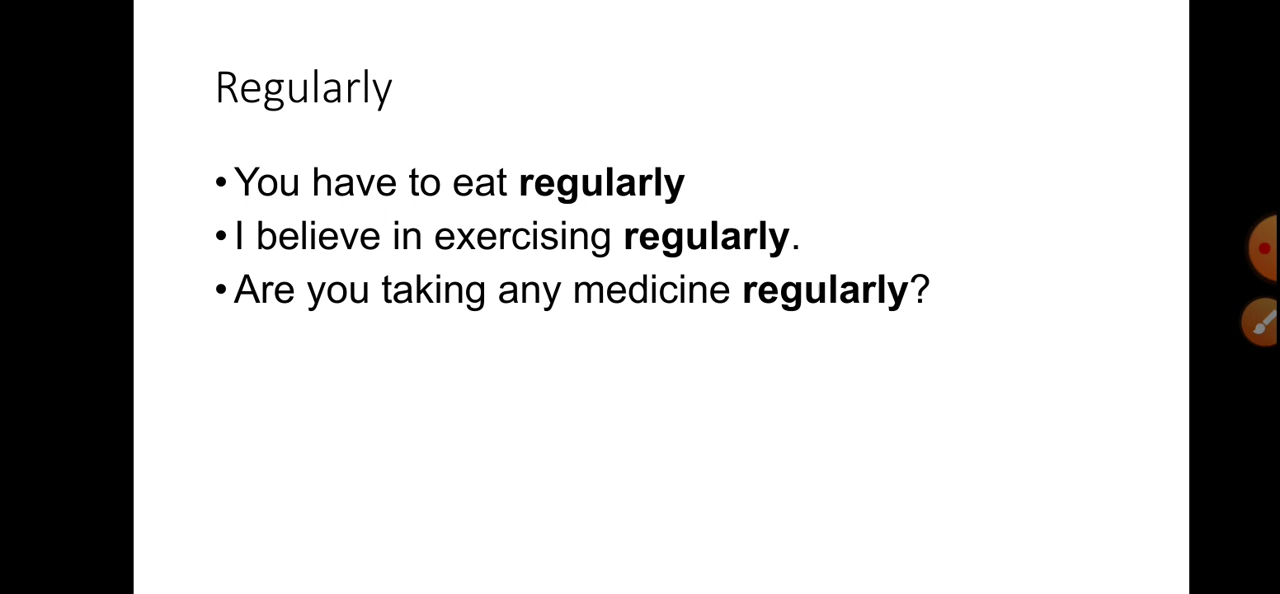 Regularly
•You have to eat regularly
•I believe in exercising regularly.
•Are you taking any medicine regularly?